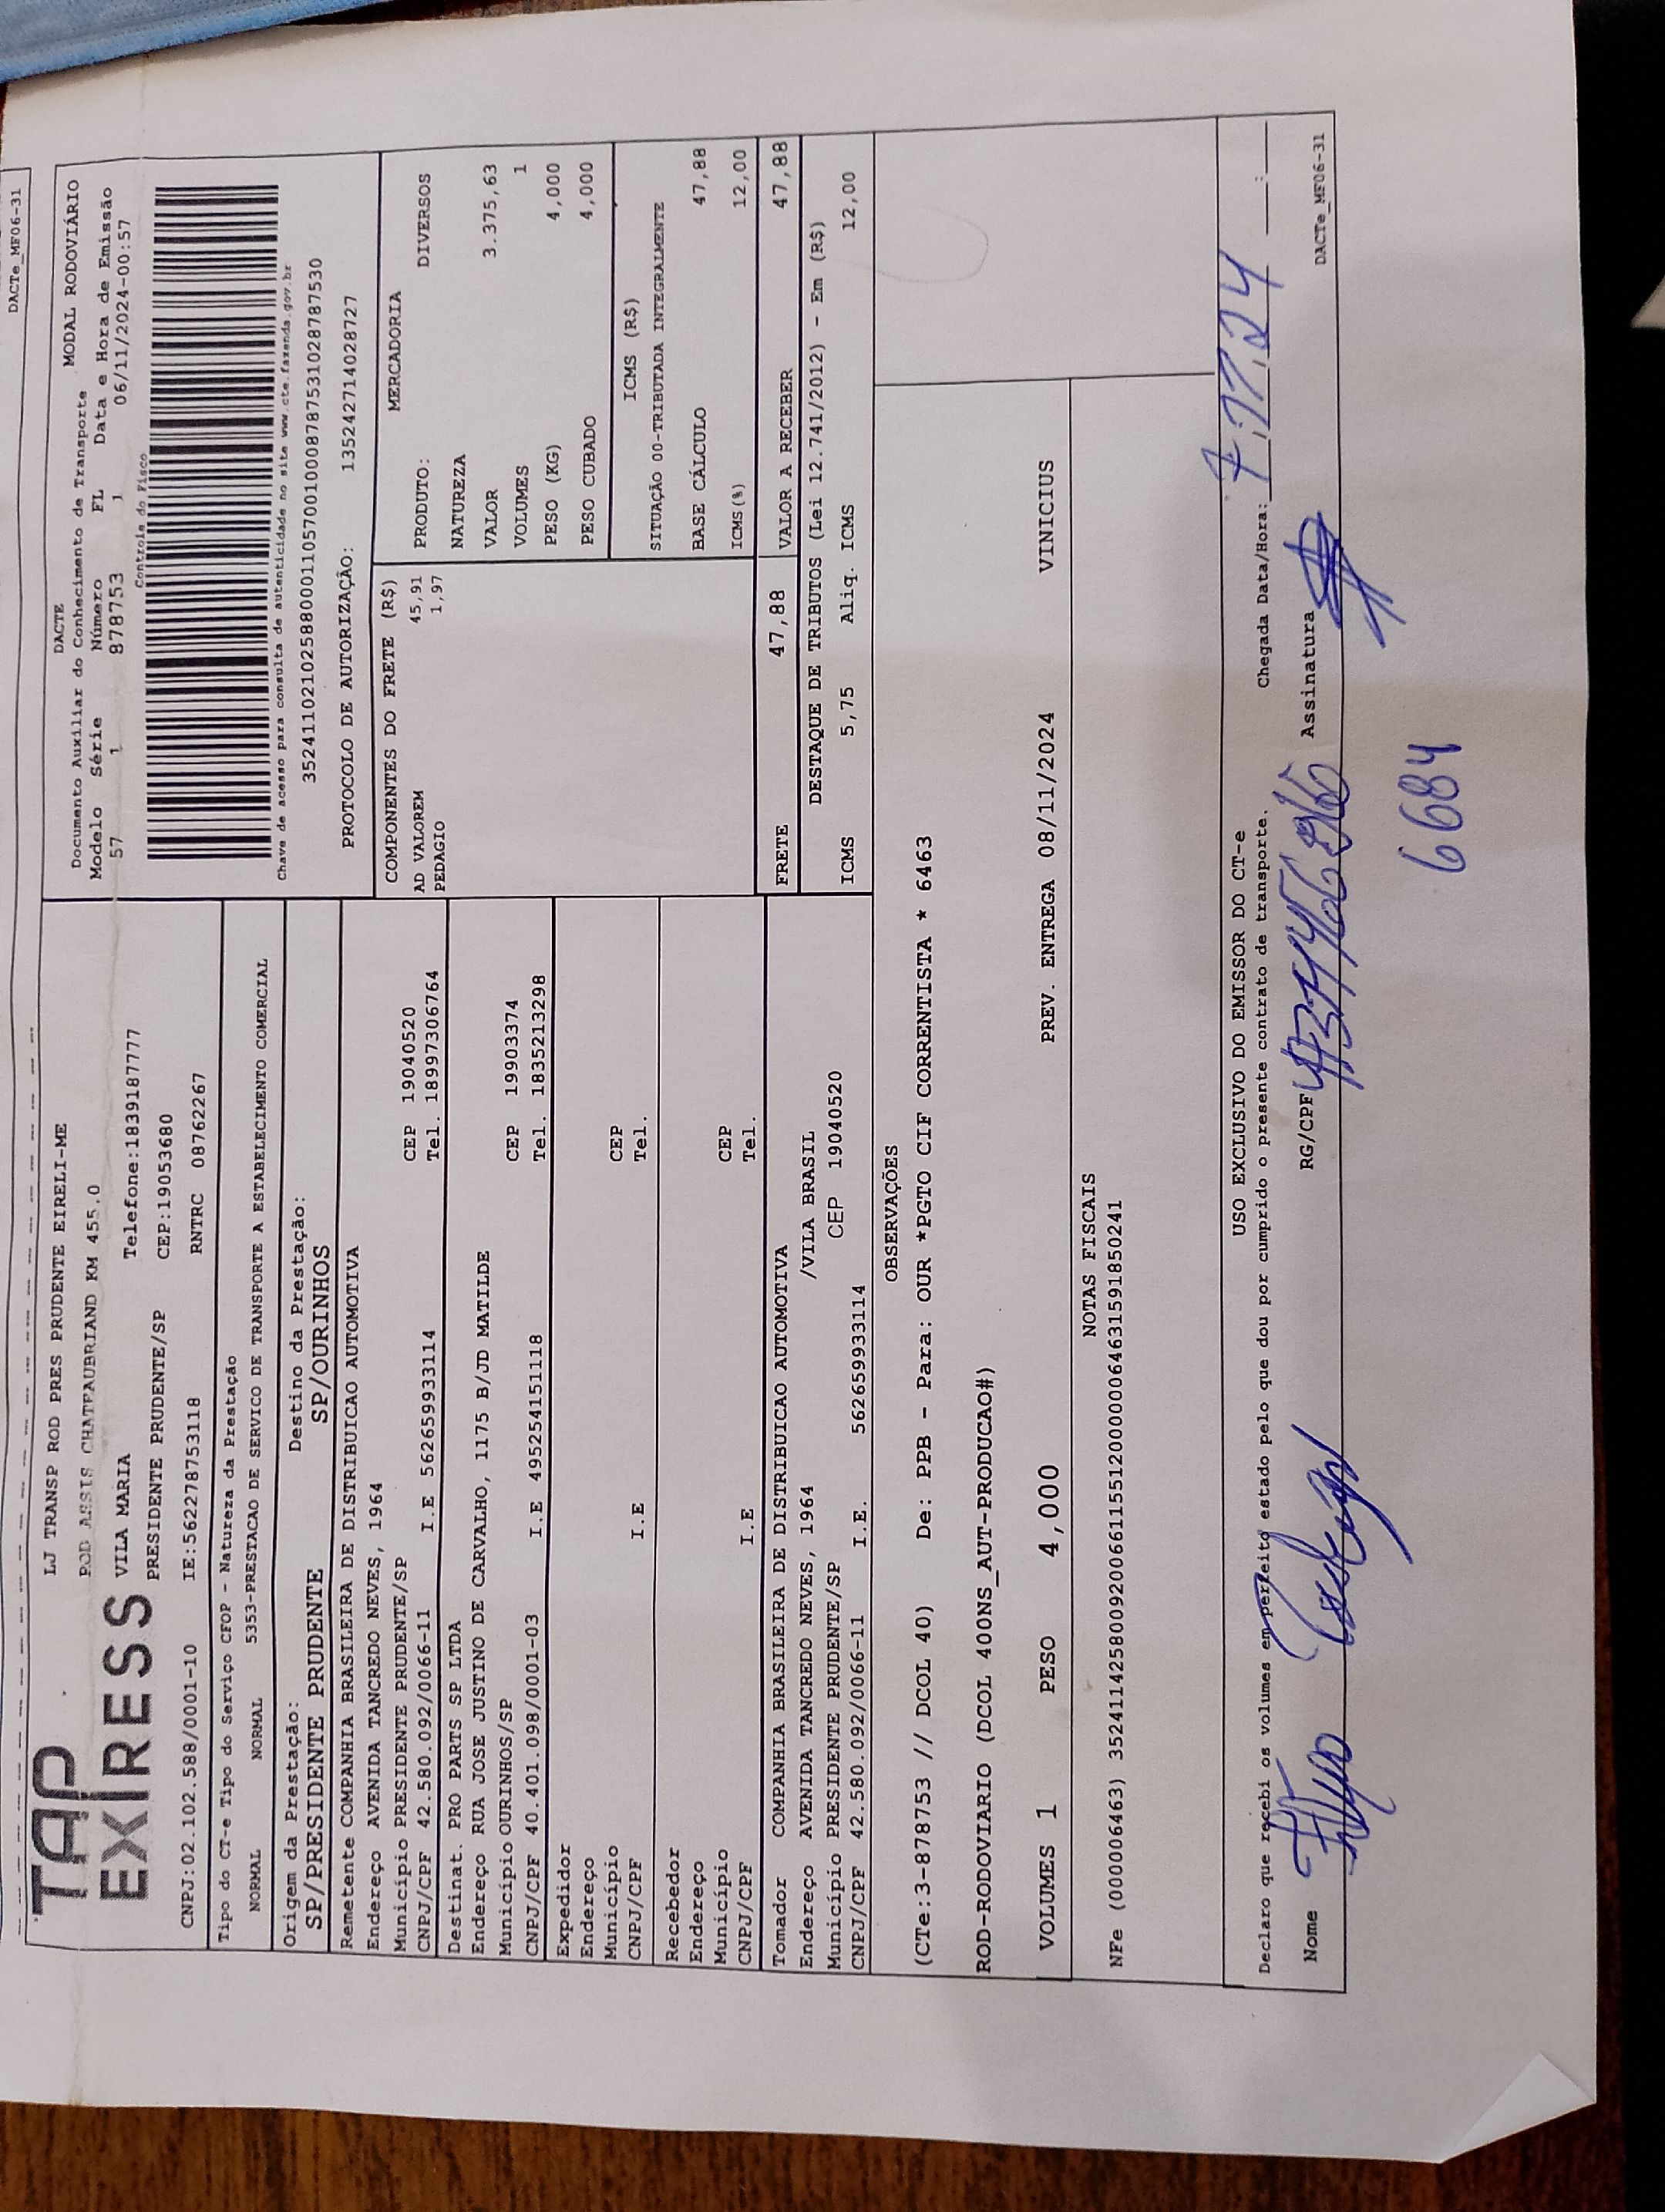 DACTe_MF06-31
TAP
EXPRESS
LJ TRANSP ROD PRES PRUDENTE EIRELI-ME
ROD ASSIS CHATEAUBRIAND KM 455.0
VILA MARIA Telefone:1839187777
PRESIDENTE PRUDENTE/SP CEP:19053680
CNPJ:02.102.588/0001-10 IE:562278753118 RNTRC 08762267
DACTE
Documento Auxiliar do Conhecimento de Transporte MODAL RODOVIÁRIO
Modelo Série Número FL Data e Hora de Emissão
57 1 878753 1 06/11/2024-00:57
Controle do Fisco
Chave de acesso para consulta de autenticidade no site www.cte.fazenda.gov.br
35241102102588000110570010008787531028787530
PROTOCOLO DE AUTORIZAÇÃO: 135242714028727
Tipo do CT-e Tipo do Serviço CFOP - Natureza da Prestação
NORMAL NORMAL 5353-PRESTACAO DE SERVICO DE TRANSPORTE A ESTABELECIMENTO COMERCIAL
Origem da Prestação: Destino da Prestação:
SP/PRESIDENTE PRUDENTE SP/OURINHOS
Remetente COMPANHIA BRASILEIRA DE DISTRIBUICAO AUTOMOTIVA
Endereço AVENIDA TANCREDO NEVES, 1964
Município PRESIDENTE PRUDENTE/SP CEP 19040520
CNPJ/CPF 42.580.092/0066-11 I.E 562659933114 Tel. 18997306764
Destinat. PRO PARTS SP LTDA
Endereço RUA JOSE JUSTINO DE CARVALHO, 1175 B/JD MATILDE
Município OURINHOS/SP CEP 19903374
CNPJ/CPF 40.401.098/0001-03 I.E 495254151118 Tel. 1835213298
Expedidor
Endereço
Município CEP
CNPJ/CPF I.E Tel.
Recebedor
Endereço
Município CEP
CNPJ/CPF I.E Tel.
Tomador COMPANHIA BRASILEIRA DE DISTRIBUICAO AUTOMOTIVA
Endereço AVENIDA TANCREDO NEVES, 1964 /VILA BRASIL
Município PRESIDENTE PRUDENTE/SP CEP 19040520
CNPJ/CPF 42.580.092/0066-11 I.E. 562659933114
COMPONENTES DO FRETE (R$)
AD VALOREM 45,91
PEDAGIO 1,97
MERCADORIA
PRODUTO: DIVERSOS
NATUREZA
VALOR 3.375,63
VOLUMES 1
PESO (KG) 4,000
PESO CUBADO 4,000
ICMS (R$)
SITUAÇÃO 00-TRIBUTADA INTEGRALMENTE
BASE CÁLCULO 47,88
ICMS(%) 12,00
FRETE 47,88 VALOR A RECEBER 47,88
DESTAQUE DE TRIBUTOS (Lei 12.741/2012) - Em (R$)
ICMS 5,75 Aliq. ICMS 12,00
OBSERVAÇÕES
(CTe:3-878753 // DCOL 40) De: PPB - Para: OUR *PGTO CIF CORRENTISTA * 6463
ROD-RODOVIARIO (DCOL 400NS_AUT-PRODUCAO#)
VOLUMES 1 PESO 4,000 PREV. ENTREGA 08/11/2024 VINICIUS
NOTAS FISCAIS
NFe (000006463) 35241142580092006611551200000064631591850241
USO EXCLUSIVO DO EMISSOR DO CT-e
Declaro que recebi os volumes em perfeito estado pelo que dou por cumprido o presente contrato de transporte. Chegada Data/Hora: 7.11.24 :
Nome RG/CPF Assinatura
DACTe_MF06-31
6684